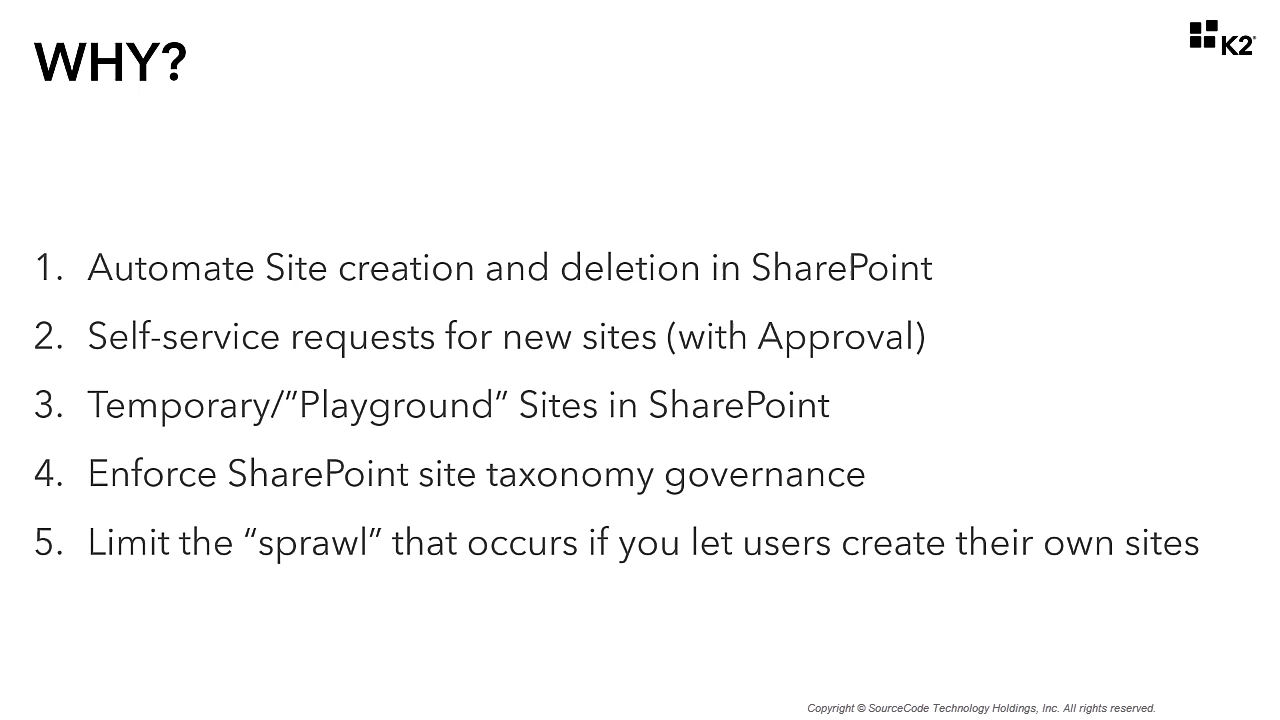 WHY?
K2
1. Automate Site creation and deletion in SharePoint
2. Self-service requests for new sites (with Approval)
3. Temporary/”Playground” Sites in SharePoint
4. Enforce SharePoint site taxonomy governance
5. Limit the “sprawl” that occurs if you let users create their own sites
Copyright © SourceCode Technology Holdings, Inc. All rights reserved.